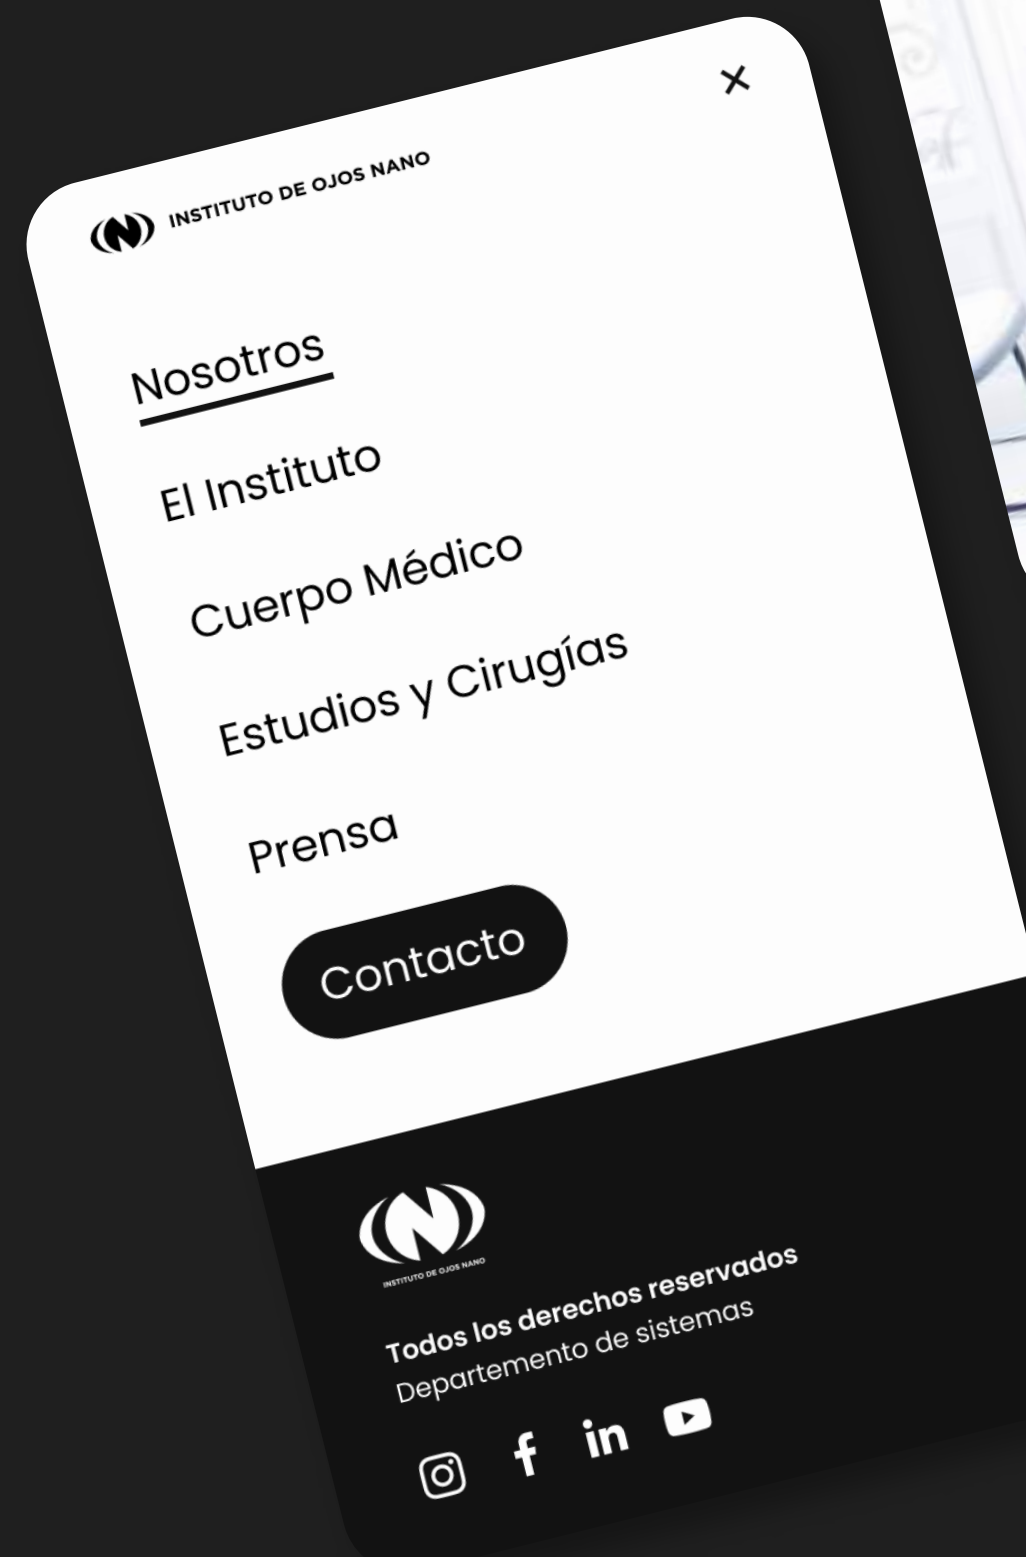 INSTITUTO DE OJOS NANO
Nosotros
El Instituto
Cuerpo Médico
Estudios y Cirugías
Prensa
Contacto
INSTITUTO DE OJOS NANO
Todos los derechos reservados
Departemento de sistemas